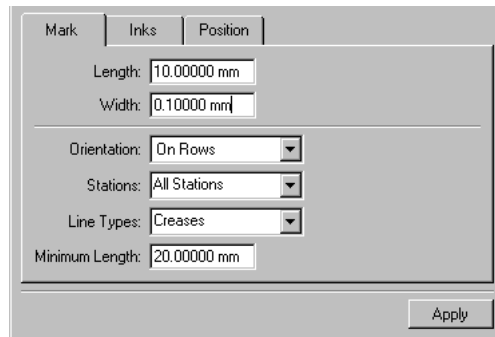 Mark Inks Position
Length: 10.00000 mm
Width: 0.10000 mm
Orientation: On Rows
Stations: All Stations
Line Types: Creases
Minimum Length: 20.00000 mm
Apply